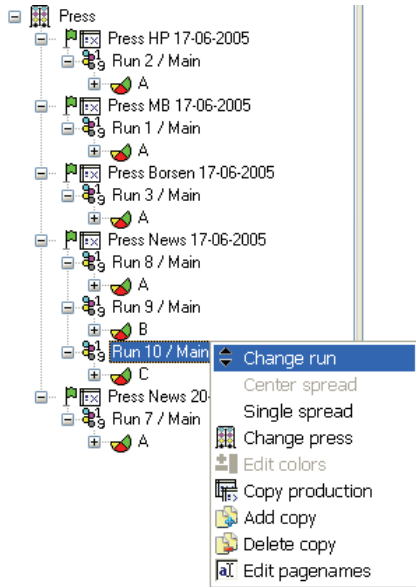 Press
Press HP 17-06-2005
Run 2 / Main
A
Press MB 17-06-2005
Run 1 / Main
A
Press Borsen 17-06-2005
Run 3 / Main
A
Press News 17-06-2005
Run 8 / Main
A
Run 9 / Main
B
Run 10 / Main
C
Press News 20-
Run 7 / Main
A
Change run
Center spread
Single spread
Change press
Edit colors
Copy production
Add copy
Delete copy
Edit pagenames